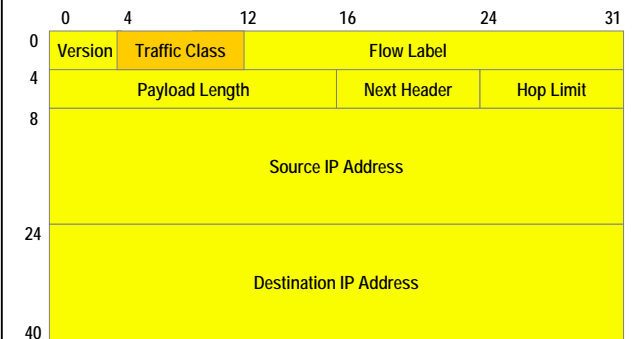 0 4 12 16 24 31
0 Version Traffic Class Flow Label
4 Payload Length Next Header Hop Limit
8
Source IP Address
24
Destination IP Address
40